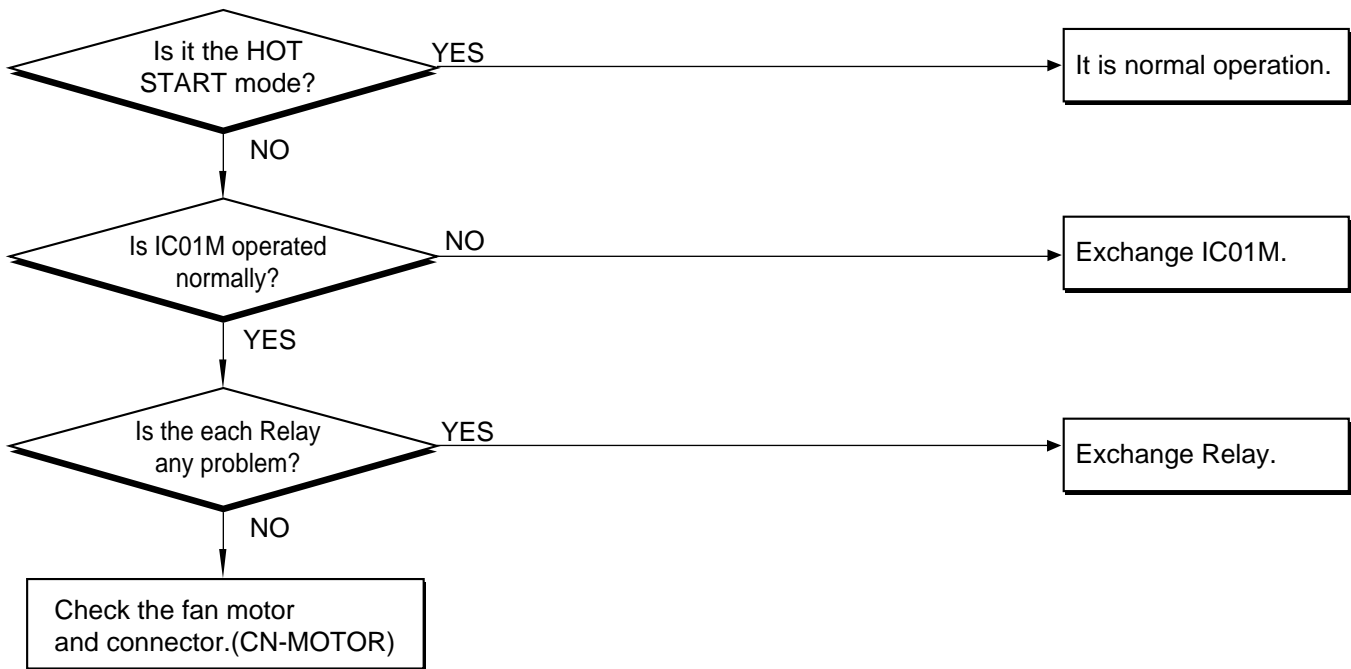 Is it the HOT
START mode?
YES
It is normal operation.
NO
Is IC01M operated
normally?
NO
Exchange IC01M.
YES
Is the each Relay
any problem?
YES
Exchange Relay.
NO
Check the fan motor
and connector.(CN-MOTOR)